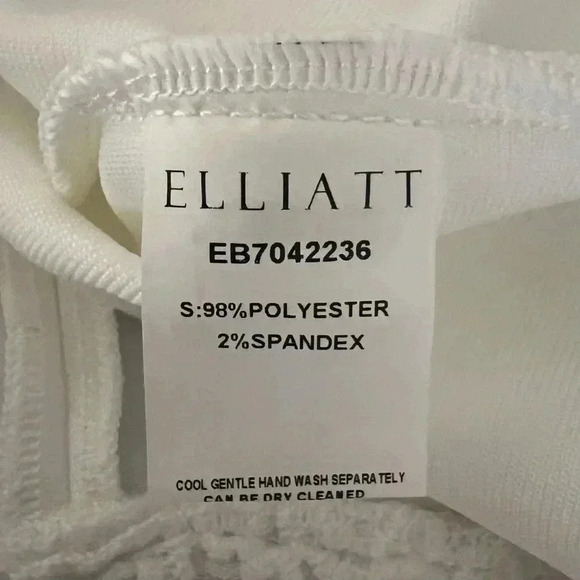 ELLIATT
EB7042236
S:98%POLYESTER
2%SPANDEX
COOL GENTLE HAND WASH SEPARATELY
CAN BE DRY CLEANED